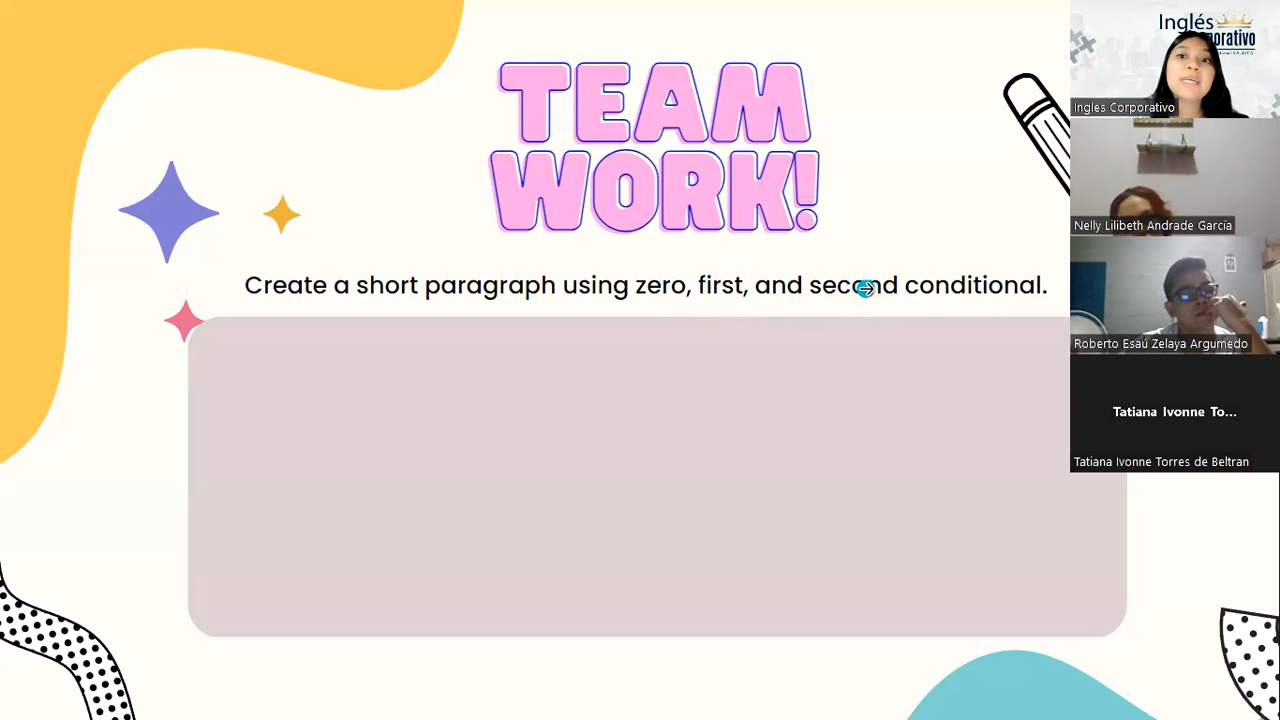 TEAM
WORK!
Create a short paragraph using zero, first, and second conditional.
Inglés
Ingles Corporativo
Nelly Lilibeth Andrade García
Roberto Esaú Zelaya Argumedo
Tatiana Ivonne To...
Tatiana Ivonne Torres de Beltran